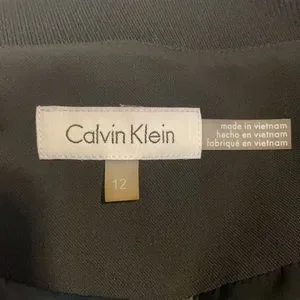 Calvin Klein
made in vietnam
hecho en vietnam
fabriqué en vietnam
12